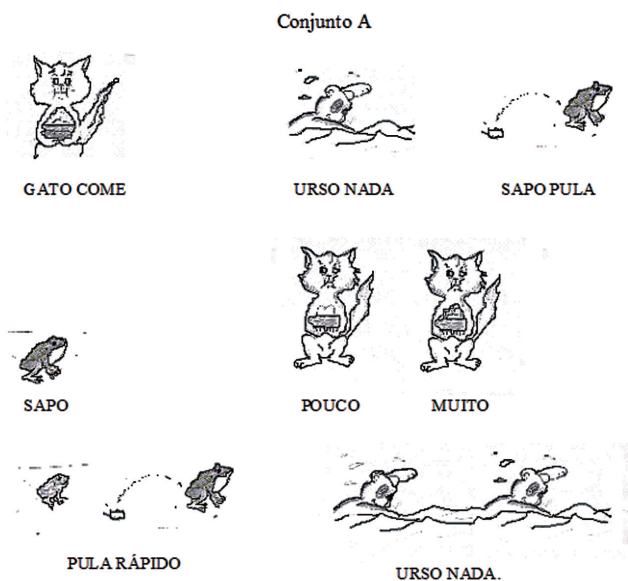 Conjunto A
GATO COME
URSO NADA
SAPO PULA
SAPO
POUCO
MUITO
PULA RÁPIDO
URSO NADA.